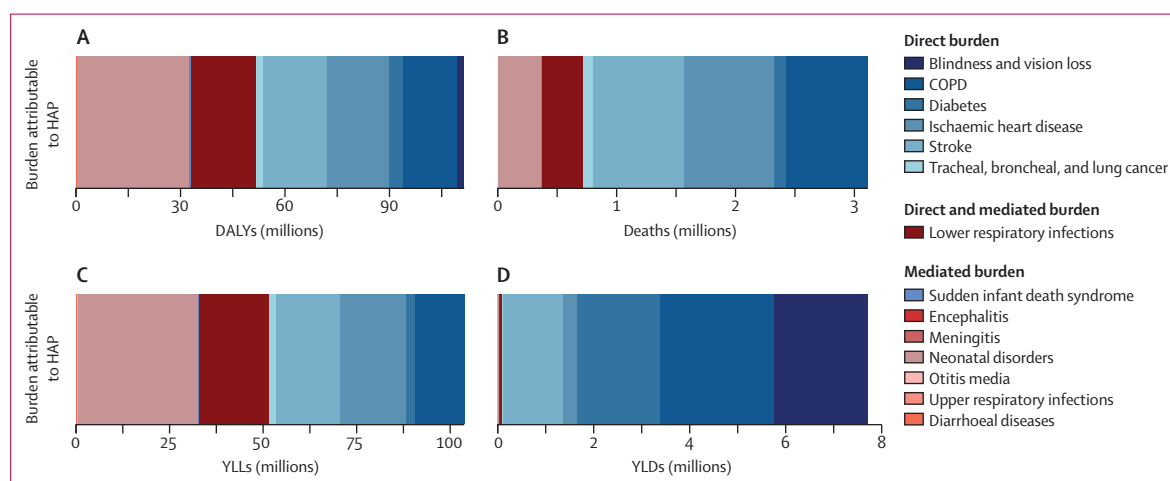 A
Burden attributable
to HAP
0
30
60
90
DALYs (millions)
B
0
1
2
3
Deaths (millions)
C
Burden attributable
to HAP
0
25
50
75
100
YLLs (millions)
D
0
2
4
6
8
YLDs (millions)
Direct burden
Blindness and vision loss
COPD
Diabetes
Ischaemic heart disease
Stroke
Tracheal, broncheal, and lung cancer
Direct and mediated burden
Lower respiratory infections
Mediated burden
Sudden infant death syndrome
Encephalitis
Meningitis
Neonatal disorders
Otitis media
Upper respiratory infections
Diarrhoeal diseases